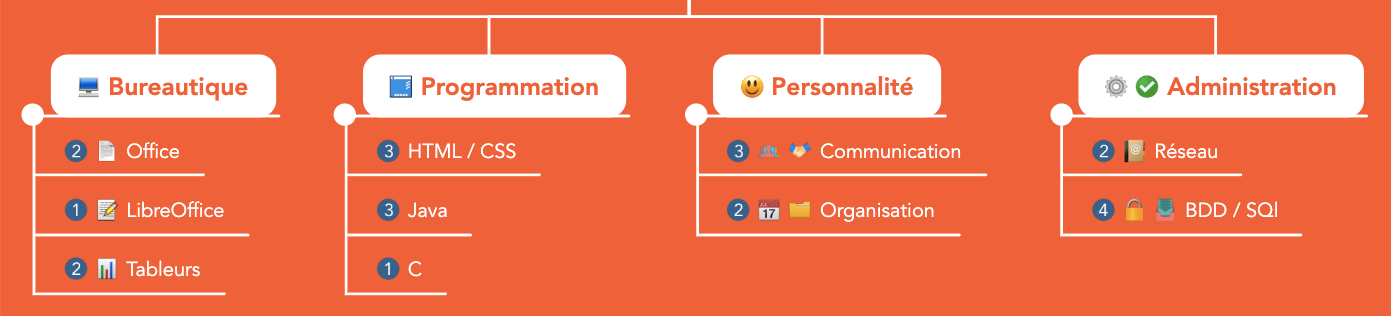 Bureautique
2 Office
1 LibreOffice
2 Tableurs
Programmation
3 HTML / CSS
3 Java
1 C
Personnalité
3 Communication
2 17 Organisation
Administration
2 Réseau
4 BDD / SQl